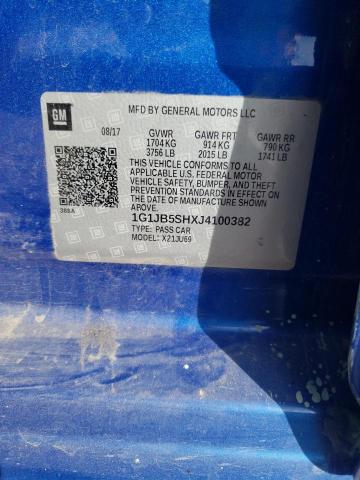 GM
MFD BY GENERAL MOTORS LLC
08/17 GVWR GAWR FRT GAWR RR
1704 KG 914 KG 790 KG
3756 LB 2015 LB 1741 LB
THIS VEHICLE CONFORMS TO ALL
APPLICABLE U.S. FEDERAL MOTOR
VEHICLE SAFETY, BUMPER, AND THEFT
PREVENTION STANDARDS IN EFFECT ON
THE DATE OF MANUFACTURE SHOWN ABOVE.
1G1JB5SHXJ4100382
TYPE: PASS CAR
MODEL: X21JU69